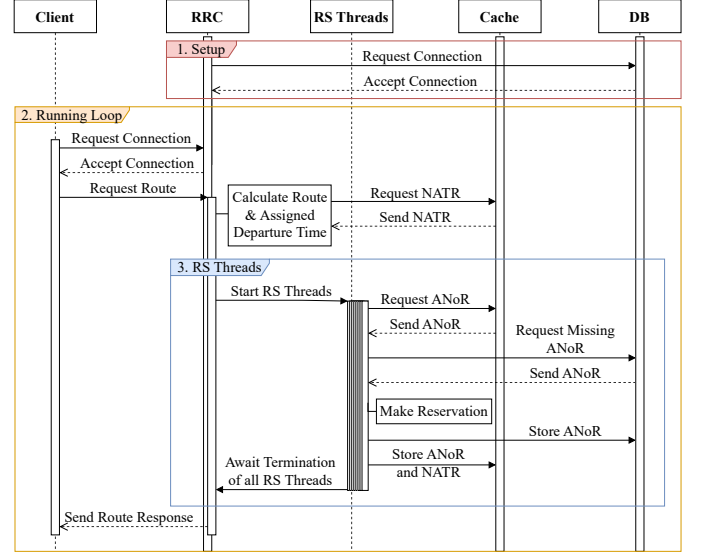 Client
RRC
RS Threads
Cache
DB
1. Setup
Request Connection
Accept Connection
2. Running Loop
Request Connection
Accept Connection
Request Route
Calculate Route
& Assigned
Departure Time
Request NATR
Send NATR
3. RS Threads
Start RS Threads
Request ANoR
Send ANoR
Request Missing
ANoR
Send ANoR
Make Reservation
Store ANoR
Store ANoR
and NATR
Await Termination
of all RS Threads
Send Route Response